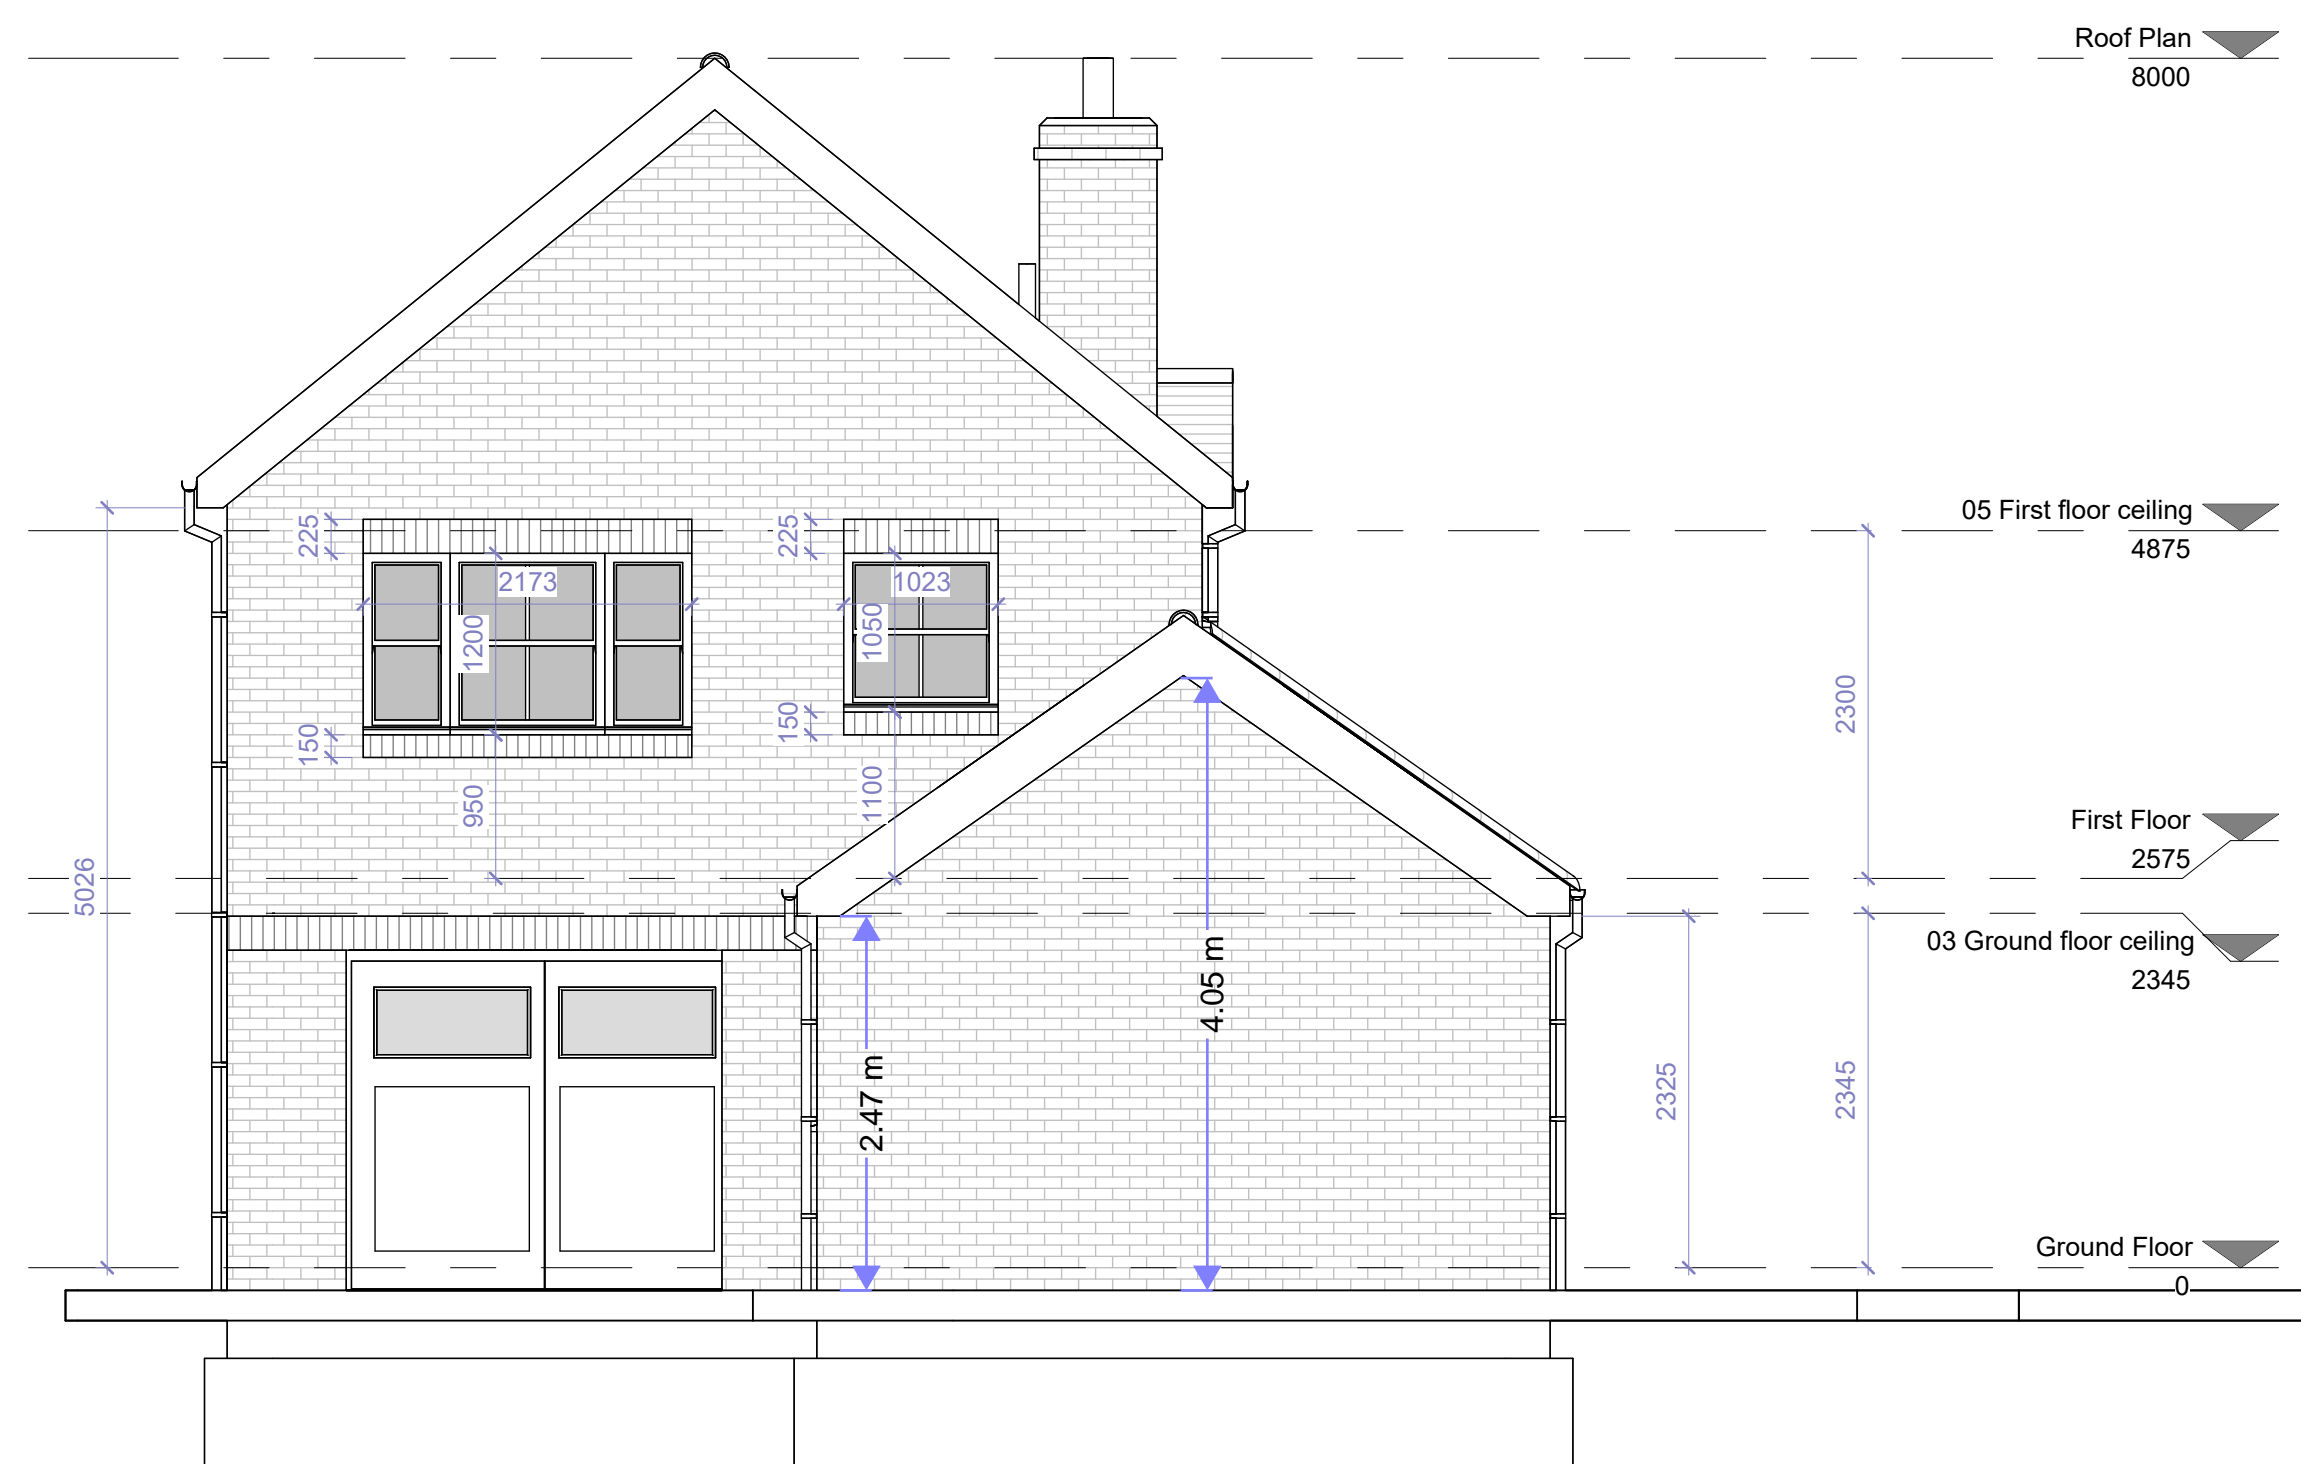 Roof Plan
8000
05 First floor ceiling
4875
225
225
2173
1023
1200
1050
150
150
950
1100
2300
First Floor
2575
5026
03 Ground floor ceiling
2345
4.05 m
2.47 m
2325
2345
Ground Floor
0